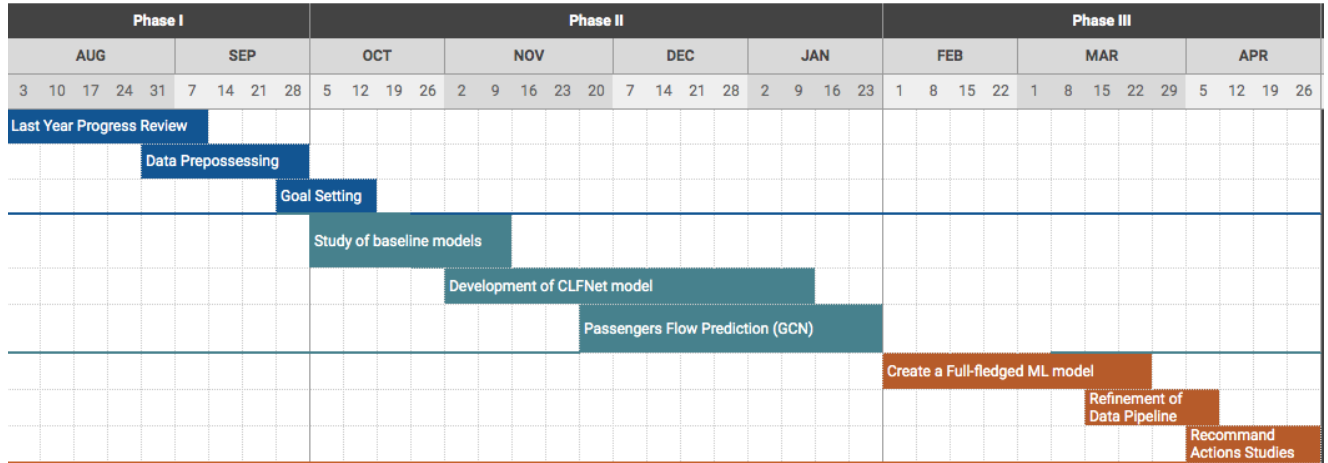 Phase I Phase II Phase III
AUG SEP OCT NOV DEC JAN FEB MAR APR
3 10 17 24 31 7 14 21 28 5 12 19 26 2 9 16 23 20 7 14 21 28 2 9 16 23 1 8 15 22 1 8 15 22 29 5 12 19 26
Last Year Progress Review
Data Prepossessing
Goal Setting
Study of baseline models
Development of CLFNet model
Passengers Flow Prediction (GCN)
Create a Full-fledged ML model
Refinement of
Data Pipeline
Recommand
Actions Studies